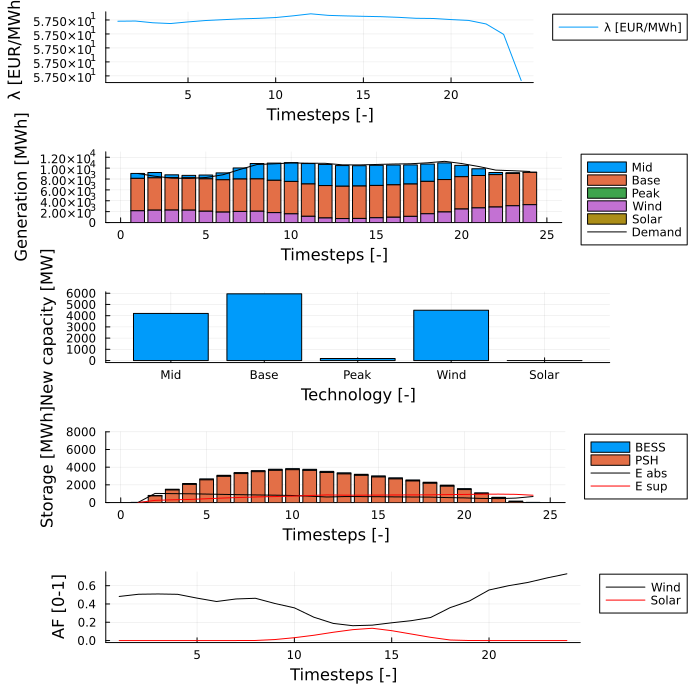 λ [EUR/MWh]
5.750×10¹
5.750×10¹
5.750×10¹
5.750×10¹
5.750×10¹
5 10 15 20
Timesteps [-]
λ [EUR/MWh]
Generation [MWh]
1.20×10⁴
1.00×10⁴
8.00×10³
6.00×10³
4.00×10³
2.00×10³
0
0 5 10 15 20 25
Timesteps [-]
Mid
Base
Peak
Wind
Solar
Demand
New capacity [MW]
6000
5000
4000
3000
2000
1000
0
Mid Base Peak Wind Solar
Technology [-]
Storage [MWh]
8000
6000
4000
2000
0
0 5 10 15 20 25
Timesteps [-]
BESS
PSH
E abs
E sup
AF [0-1]
0.6
0.4
0.2
0.0
5 10 15 20
Timesteps [-]
Wind
Solar